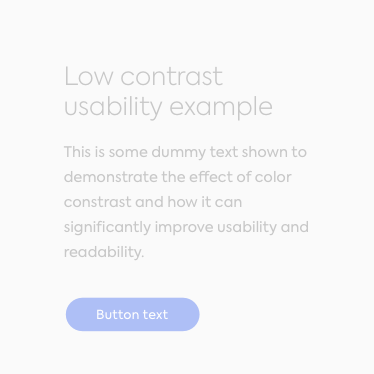 Low contrast
usability example
This is some dummy text shown to
demonstrate the effect of color
constrast and how it can
significantly improve usability and
readability.
Button text